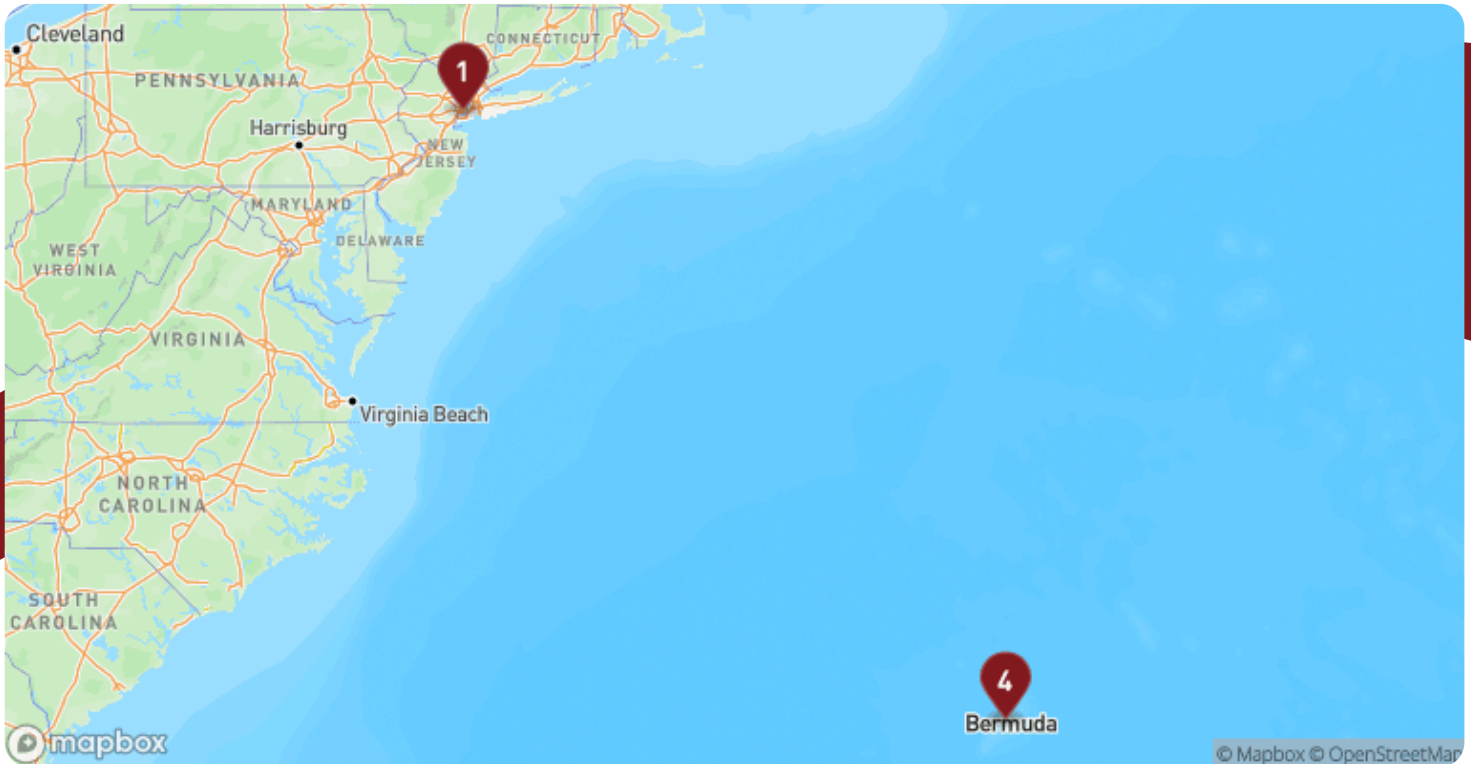 Cleveland
CONNECTICUT
1
PENNSYLVANIA
Harrisburg
NEW
JERSEY
MARYLAND
DELAWARE
WEST
VIRGINIA
VIRGINIA
Virginia Beach
NORTH
CAROLINA
SOUTH
CAROLINA
4
Bermuda
mapbox
© Mapbox © OpenStreetMap